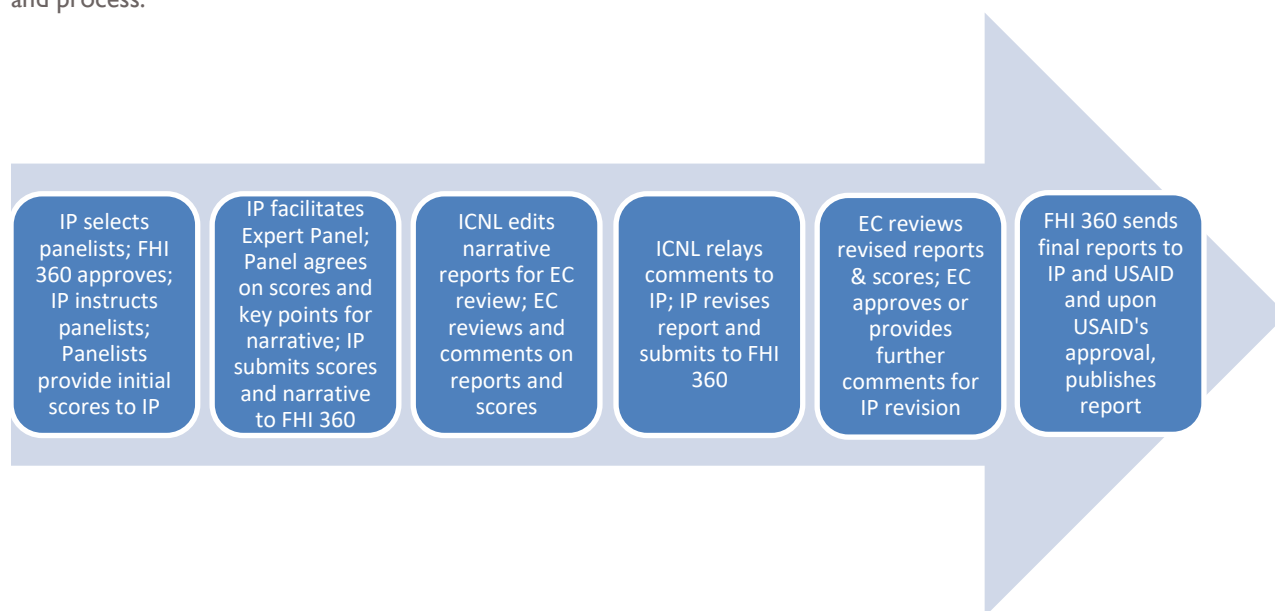 and process.
IP selects
panelists; FHI
360 approves;
IP instructs
panelists;
Panelists
provide initial
scores to IP
IP facilitates
Expert Panel;
Panel agrees
on scores and
key points for
narrative; IP
submits scores
and narrative
to FHI 360
ICNL edits
narrative
reports for EC
review; EC
reviews and
comments on
reports and
scores
ICNL relays
comments to
IP; IP revises
report and
submits to FHI
360
EC reviews
revised reports
& scores; EC
approves or
provides
further
comments for
IP revision
FHI 360 sends
final reports to
IP and USAID
and upon
USAID's
approval,
publishes
report